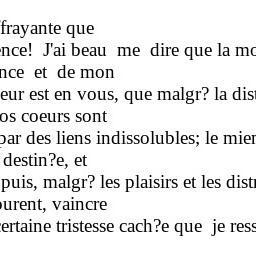 frayante que
ence! J'ai beau me dire que la mo
nce et de mon
eur est en vous, que malgr? la dist
os coeurs sont
par des liens indissolubles; le mien
destin?e, et
puis, malgr? les plaisirs et les distr
ourent, vaincre
certaine tristesse cach?e que je ress